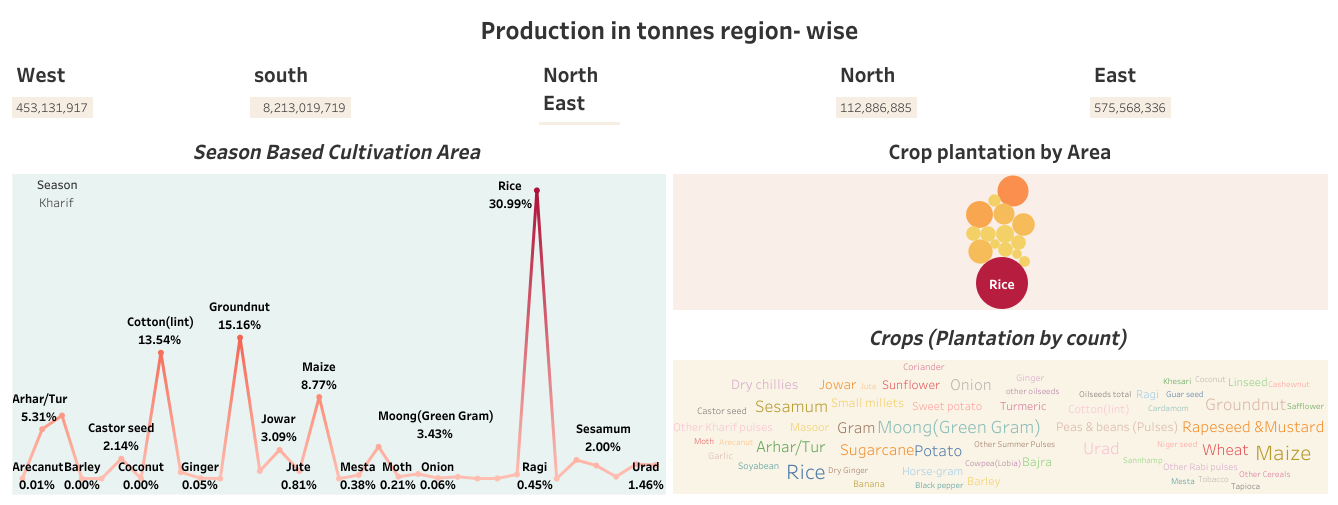 Production in tonnes region- wise
West
south
North
East
North
East
453,131,917
8,213,019,719
112,886,885
575,568,336
Season Based Cultivation Area
Season
Kharif
Rice
30.99%
Groundnut
15.16%
Cotton(lint)
13.54%
Maize
8.77%
Arhar/Tur
5.31%
Castor seed
2.14%
Jowar
3.09%
Moong(Green Gram)
3.43%
Sesamum
2.00%
Arecanut
0.01%
Barley
0.00%
Coconut
0.00%
Ginger
0.05%
Jute
0.81%
Mesta
0.38%
Moth
0.21%
Onion
0.06%
Ragi
0.45%
Urad
1.46%
Crop plantation by Area
Rice
Crops (Plantation by count)
Coriander
Dry chillies
Jowar
Jute
Sunflower
Onion
Ginger
other oilseeds
Oilseeds total
Ragi
Khesari
Guar seed
Coconut
Linseed
Cashewnut
Castor seed
Sesamum
Small millets
Sweet potato
Turmeric
Cotton(lint)
Cardamom
Groundnut
Safflower
Other Kharif pulses
Masoor
Gram
Moong(Green Gram)
Peas & beans (Pulses)
Rapeseed &Mustard
Moth
Arecanut
Garlic
Arhar/Tur
Sugarcane
Potato
Other Summer Pulses
Urad
Niger seed
Wheat
Maize
Soyabean
Rice
Dry Ginger
Horse-gram
Cowpea(Lobia)
Bajra
Sannhamp
Other Rabi pulses
Other Cereals
Banana
Black pepper
Barley
Mesta
Tobacco
Tapioca